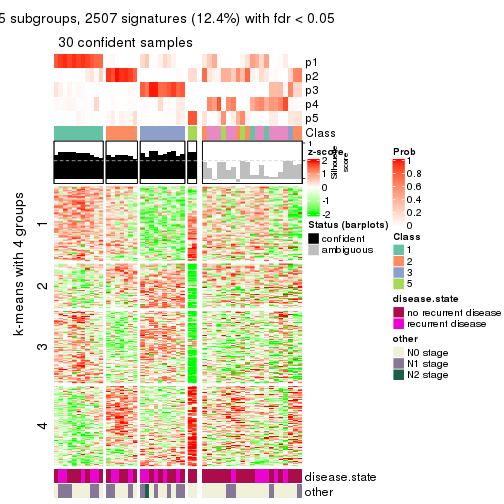 5 subgroups, 2507 signatures (12.4%) with fdr < 0.05
30 confident samples
p1
p2
p3
p4
p5
Class
1
Silhouette
score
k-means with 4 groups
1
2
3
4
z-score
2
1
0
-1
-2
Status (barplots)
confident
ambiguous
Prob
1
0.8
0.6
0.4
0.2
0
Class
1
2
3
5
disease.state
no recurrent disease
recurrent disease
other
N0 stage
N1 stage
N2 stage
disease.state
other